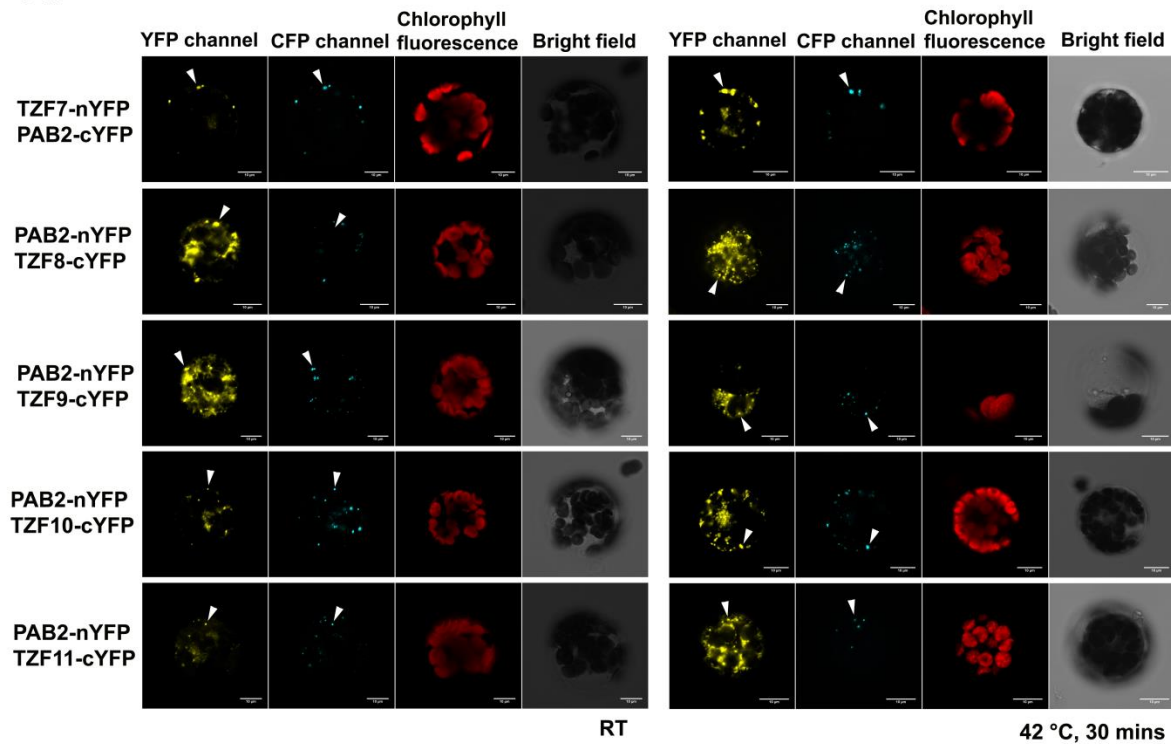 YFP channel CFP channel Chlorophyll fluorescence Bright field YFP channel CFP channel Chlorophyll fluorescence Bright field
TZF7-nYFP
PAB2-cYFP
PAB2-nYFP
TZF8-cYFP
PAB2-nYFP
TZF9-cYFP
PAB2-nYFP
TZF10-cYFP
PAB2-nYFP
TZF11-cYFP
RT 42 °C, 30 mins